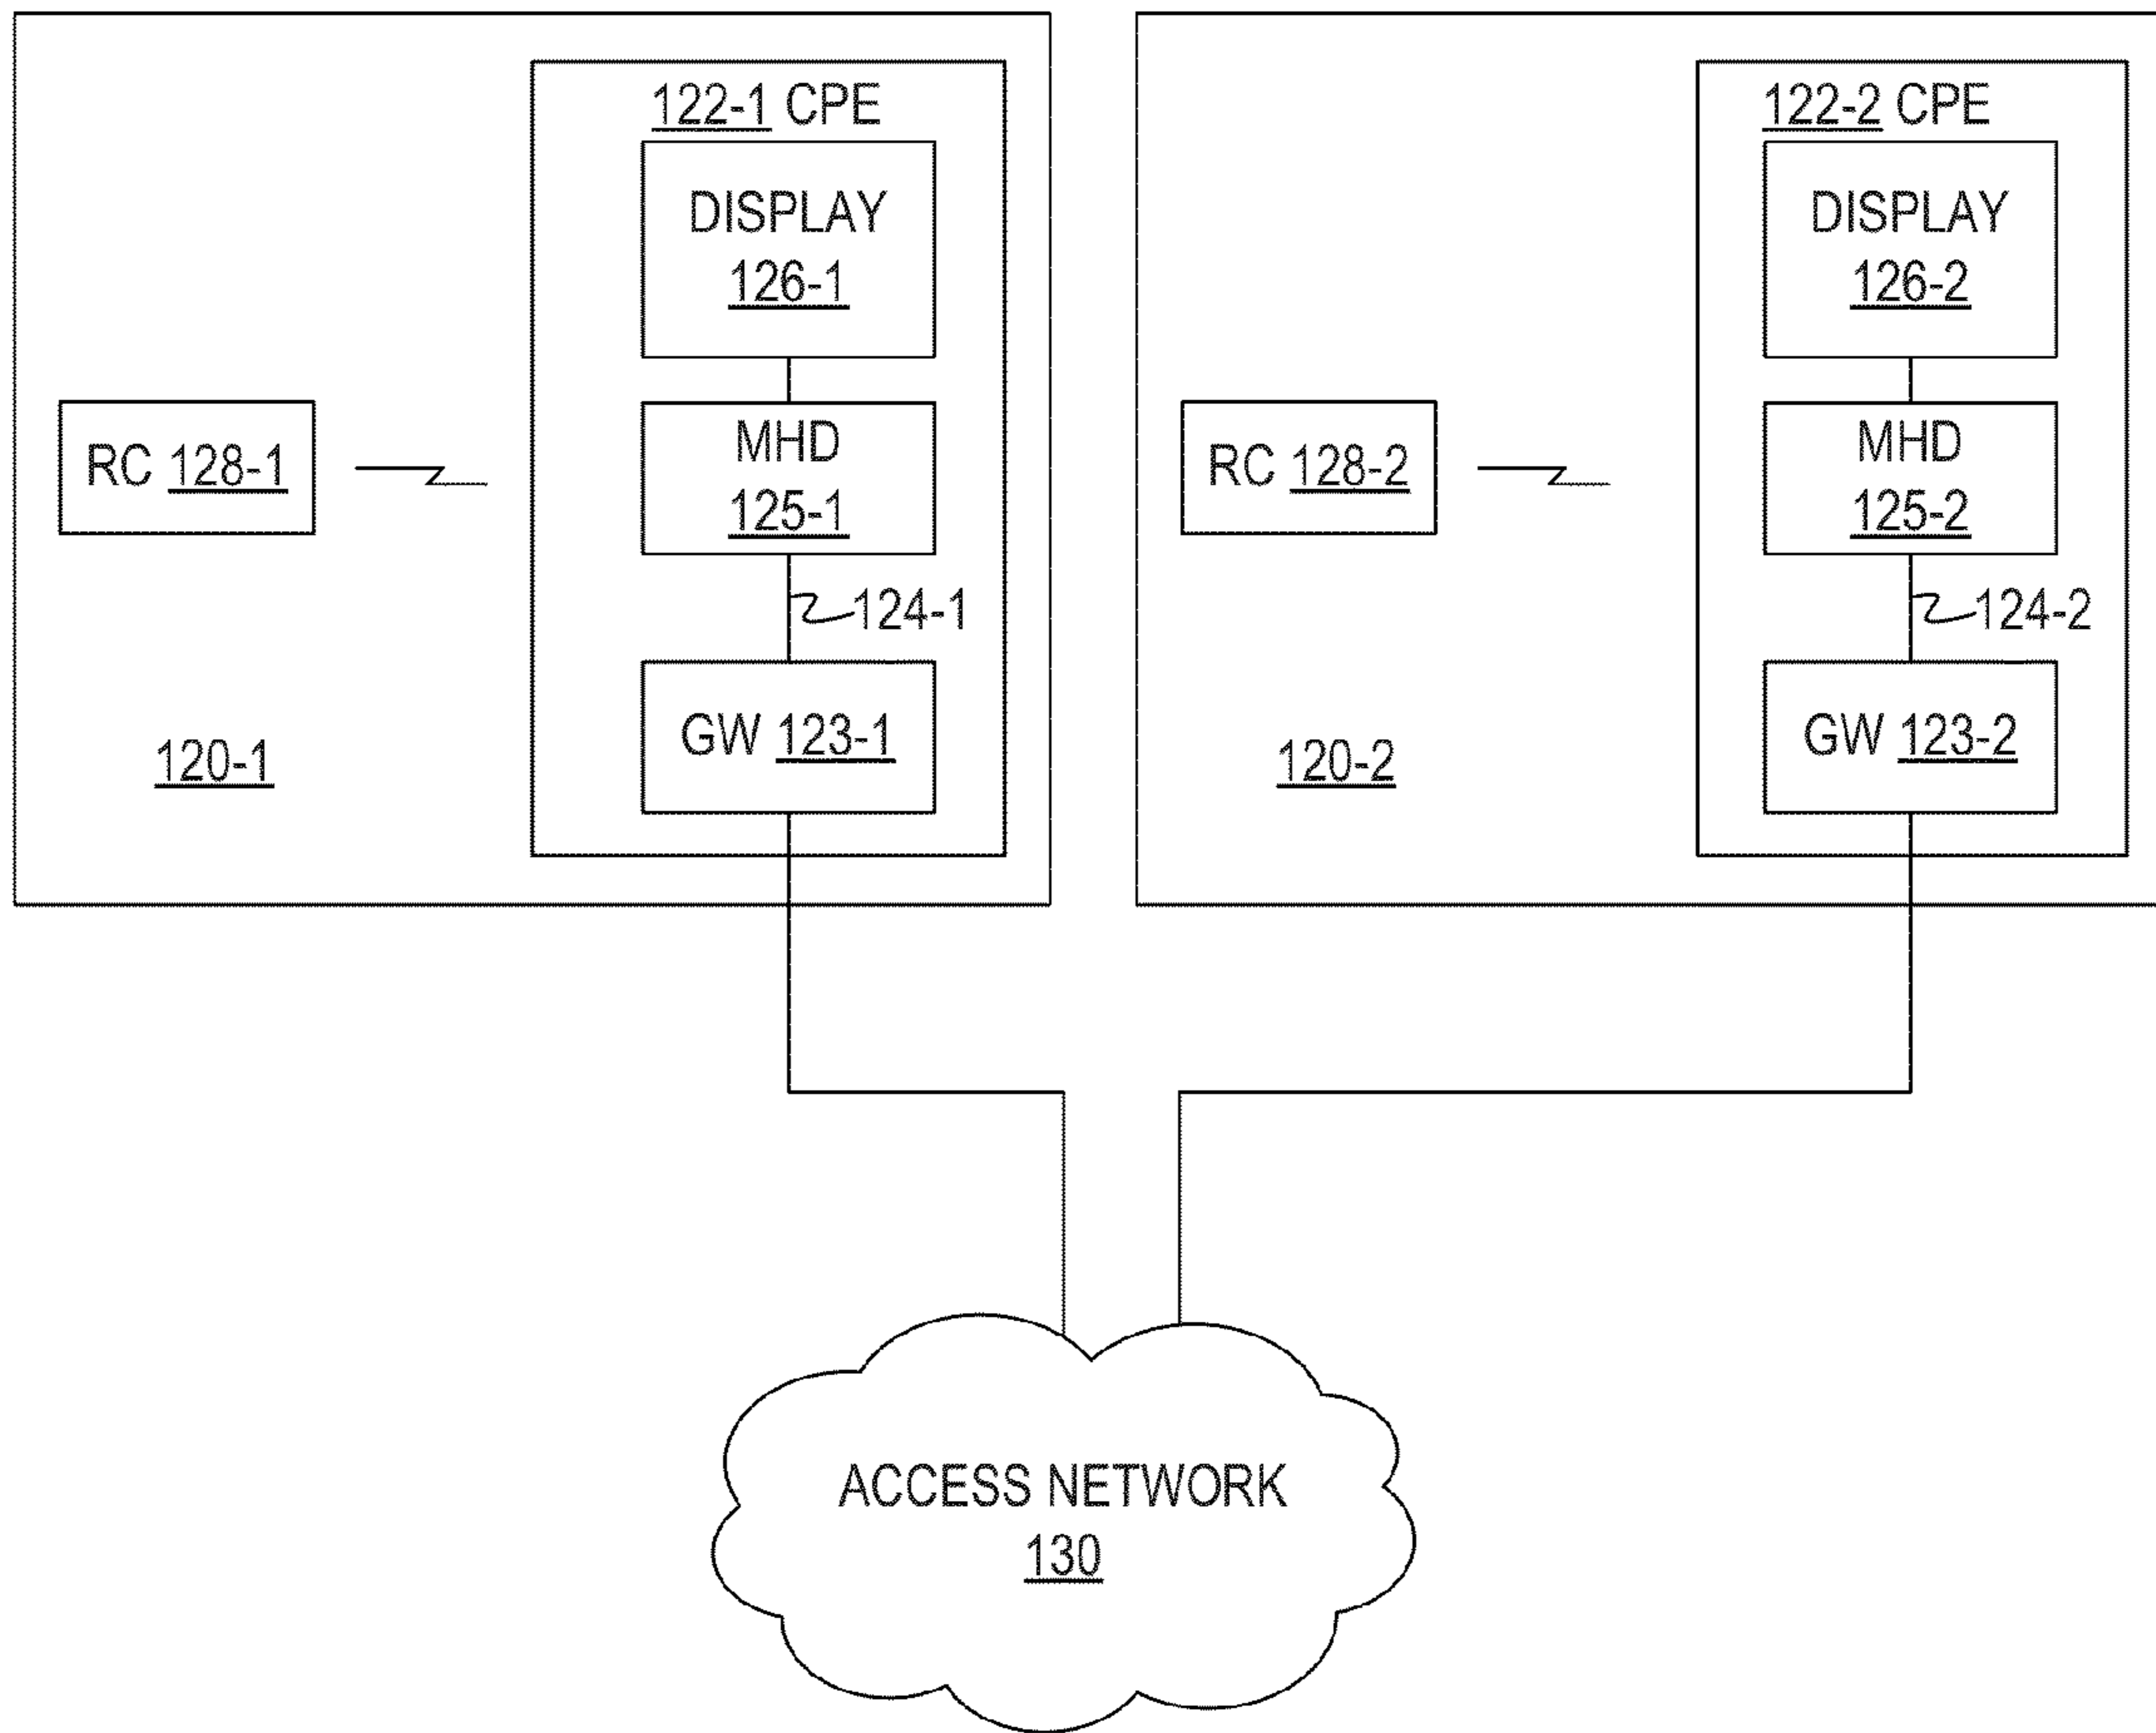 122-1 CPE
DISPLAY
126-1
RC 128-1
MHD
125-1
124-1
GW 123-1
120-1
122-2 CPE
DISPLAY
126-2
RC 128-2
MHD
125-2
124-2
GW 123-2
120-2
ACCESS NETWORK
130